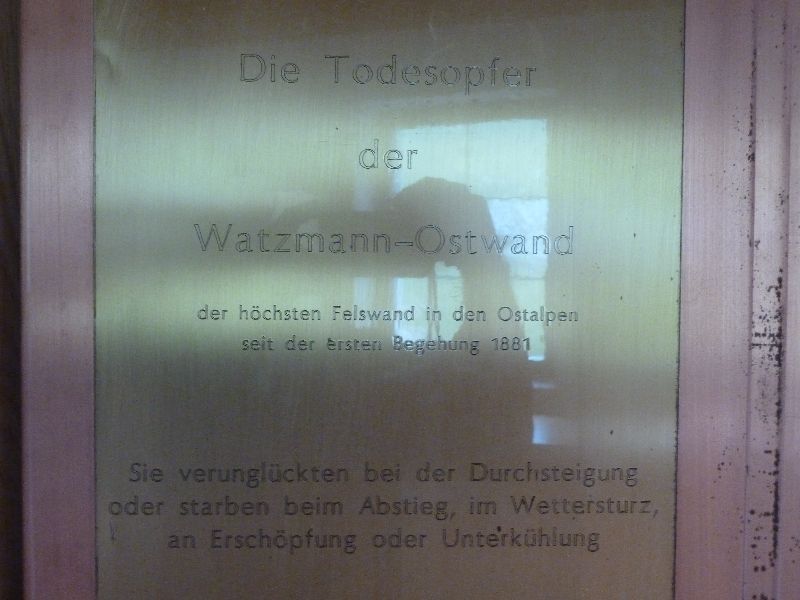 Die Todesopfer
der
Watzmann-Ostwand
der höchsten Felswand in den Ostalpen
seit der ersten Begehung 1881
Sie verunglückten bei der Durchsteigung
oder starben beim Abstieg, im Wettersturz,
an Erschöpfung oder Unterkühlung